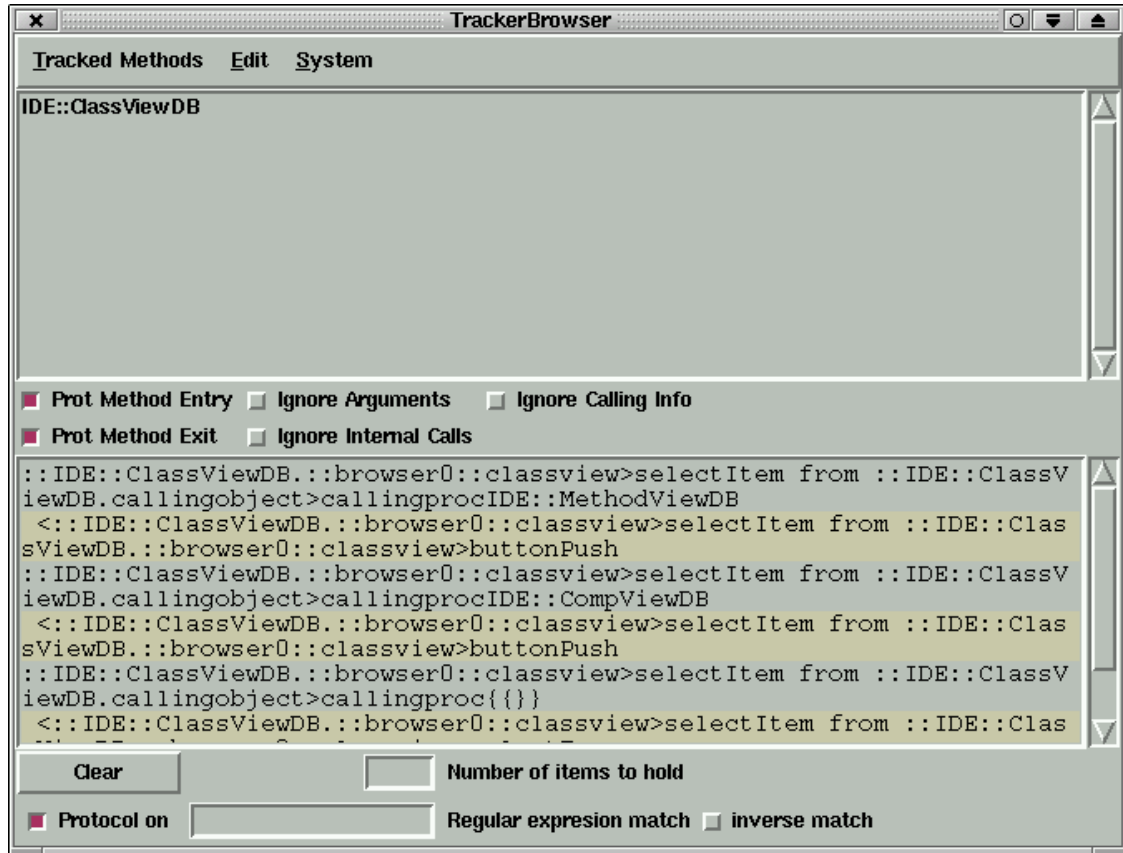 TrackerBrowser
Tracked Methods Edit System
IDE::ClassViewDB
Prot Method Entry Ignore Arguments Ignore Calling Info
Prot Method Exit Ignore Internal Calls
::IDE::ClassViewDB.::browser0::classview>selectItem from ::IDE::ClassV
iewDB.callingobject>callingprocIDE::MethodViewDB
<::IDE::ClassViewDB.::browser0::classview>selectItem from ::IDE::Clas
sViewDB.::browser0::classview>buttonPush
::IDE::ClassViewDB.::browser0::classview>selectItem from ::IDE::ClassV
iewDB.callingobject>callingprocIDE::CompViewDB
<::IDE::ClassViewDB.::browser0::classview>selectItem from ::IDE::Clas
sViewDB.::browser0::classview>buttonPush
::IDE::ClassViewDB.::browser0::classview>selectItem from ::IDE::ClassV
iewDB.callingobject>callingproc{{}}
<::IDE::ClassViewDB.::browser0::classview>selectItem from ::IDE::Clas
Clear Number of items to hold
Protocol on Regular expresion match inverse match